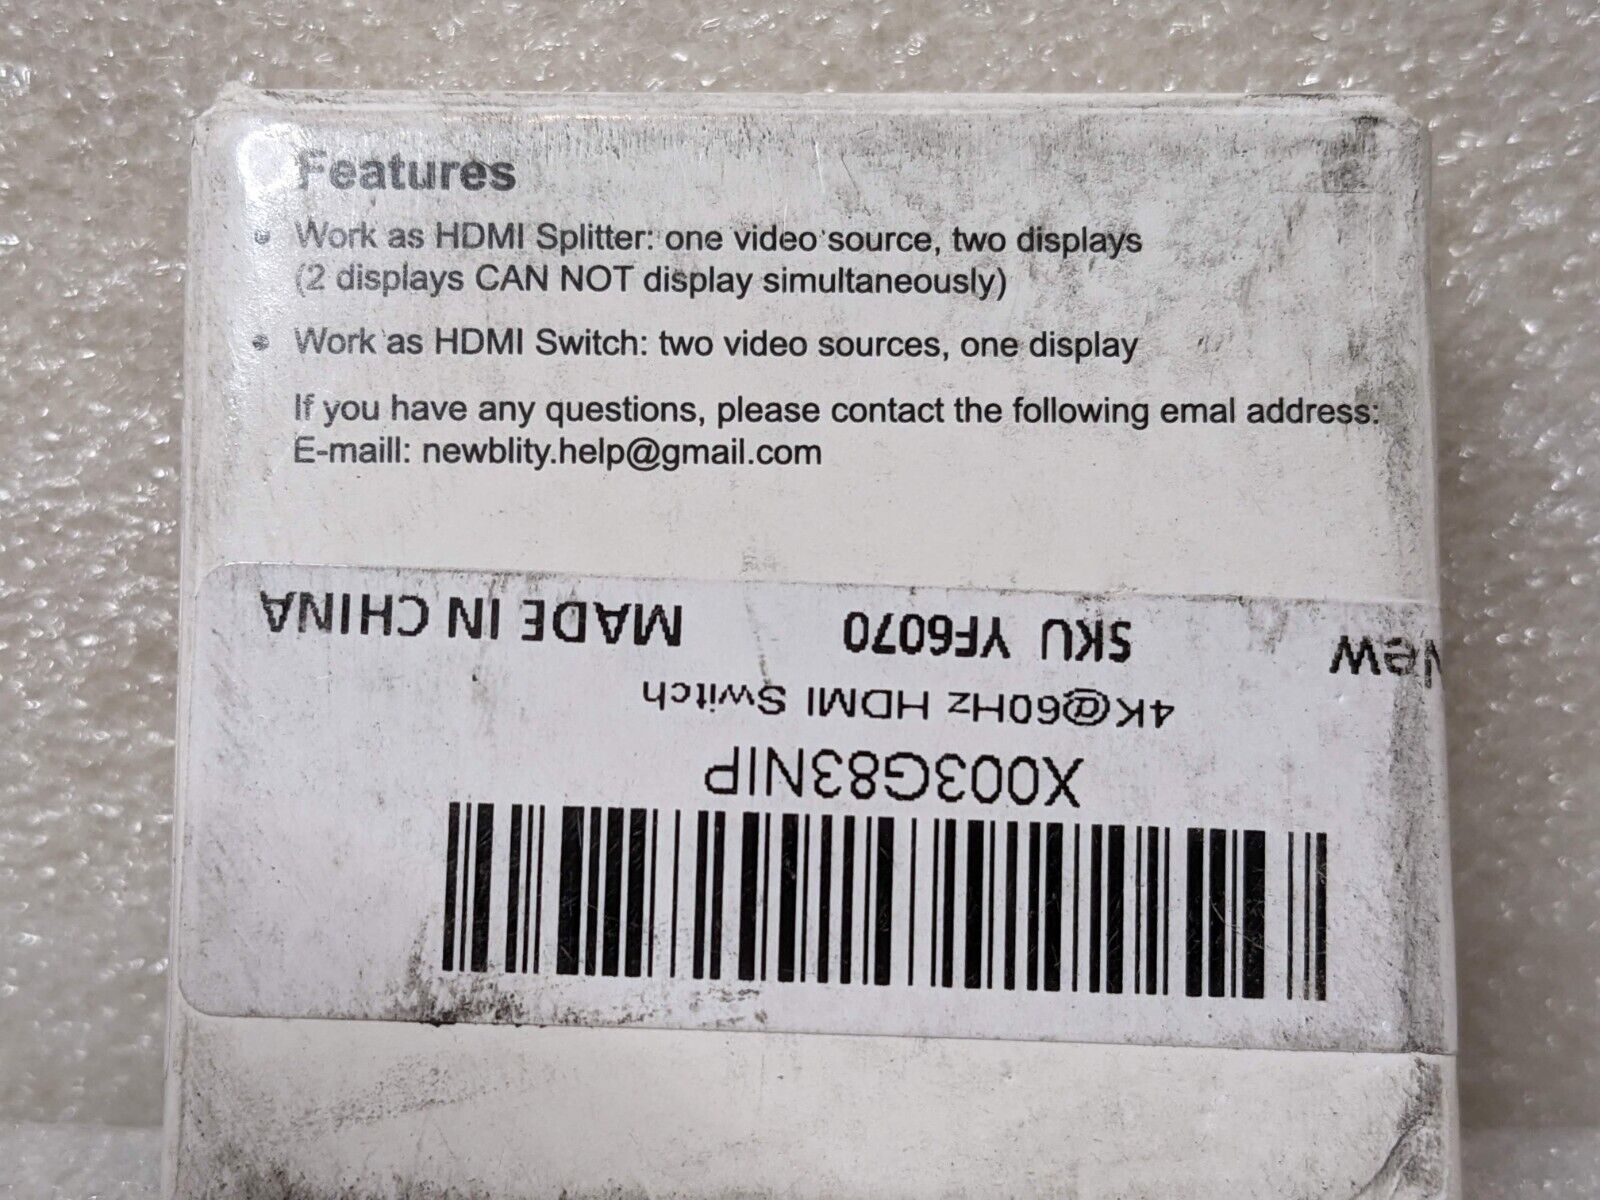 Features
• Work as HDMI Splitter: one video source, two displays
(2 displays CAN NOT display simultaneously)
• Work as HDMI Switch: two video sources, one display
If you have any questions, please contact the following emal address:
E-maill: newblity.help@gmail.com
New SKU YF6070 MADE IN CHINA
4K@60Hz HDMI Switch
X003G83NIP